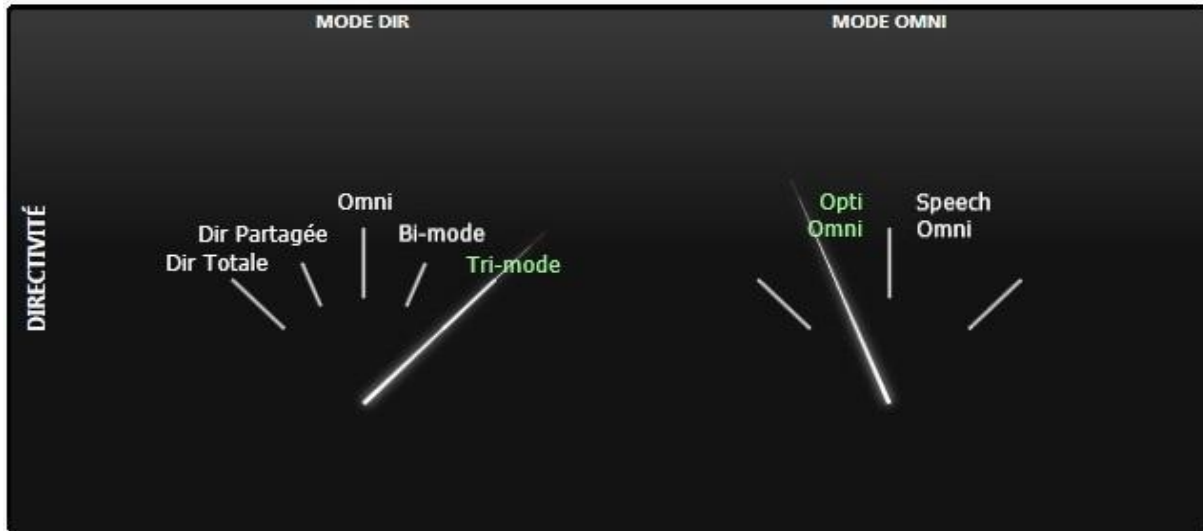 MODE DIR
MODE OMNI
DIRECTIVITÉ
Omni
Dir Partagée
Bi-mode
Dir Totale
Tri-mode
Opti
Omni
Speech
Omni